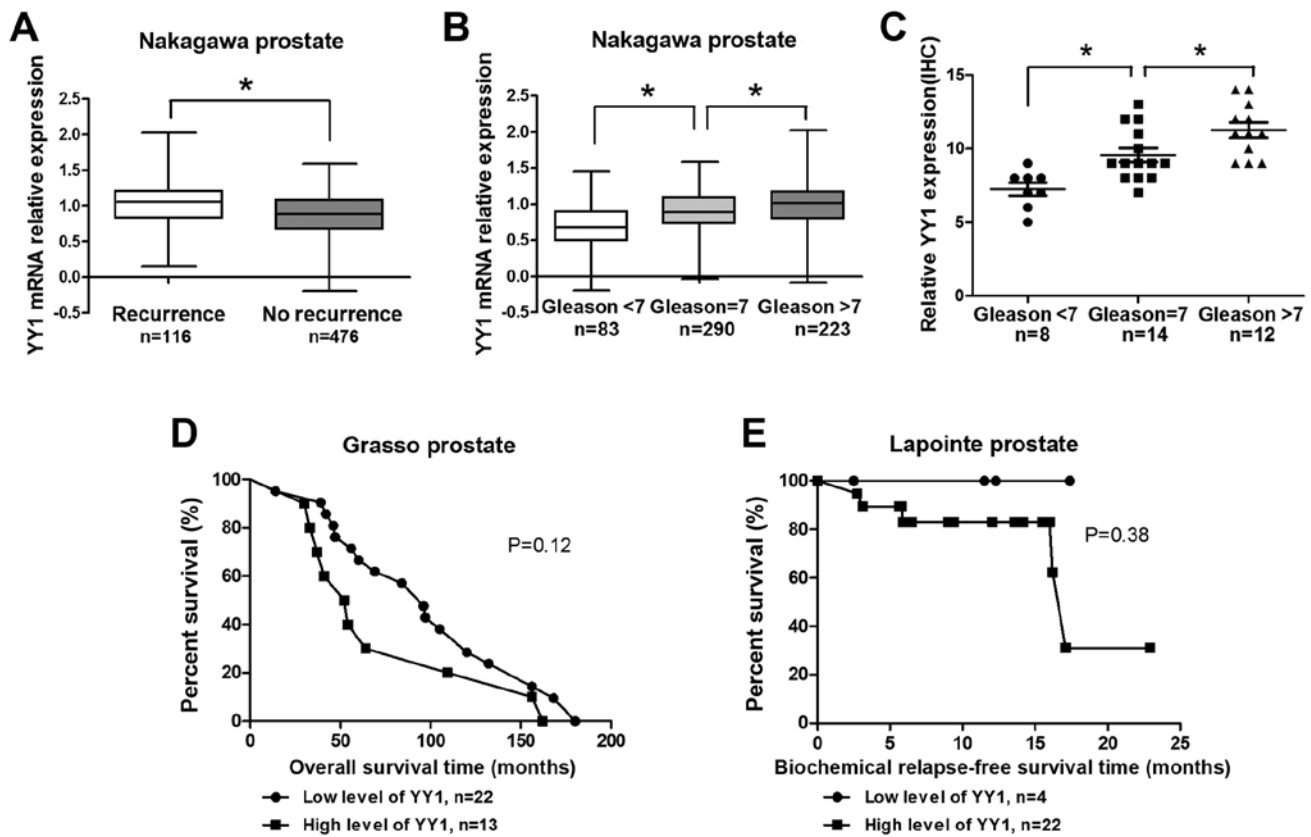 A
Nakagawa prostate
YY1 mRNA relative expression
2.5
2.0
1.5
1.0
0.5
0.0
-0.5
*
Recurrence
n=116
No recurrence
n=476
B
Nakagawa prostate
YY1 mRNA relative expression
2.5
2.0
1.5
1.0
0.5
0.0
-0.5
*
*
Gleason <7
n=83
Gleason=7
n=290
Gleason >7
n=223
C
Relative YY1 expression(IHC)
15
10
5
0
*
*
Gleason <7
n=8
Gleason=7
n=14
Gleason >7
n=12
D
Grasso prostate
Percent survival (%)
100
80
60
40
20
0
P=0.12
0
50
100
150
200
Overall survival time (months)
Low level of YY1, n=22
High level of YY1, n=13
E
Lapointe prostate
Percent survival (%)
100
80
60
40
20
0
P=0.38
0
5
10
15
20
25
Biochemical relapse-free survival time (months)
Low level of YY1, n=4
High level of YY1, n=22